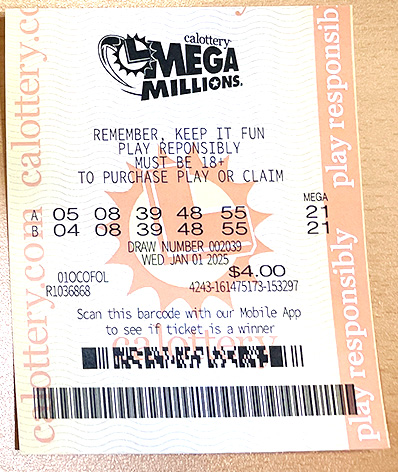 calottery
MEGA
MILLIONS.
REMEMBER, KEEP IT FUN
PLAY REPONSIBLY
MUST BE 18+
TO PURCHASE PLAY OR CLAIM
MEGA
A 05 08 39 48 55 21
B 04 08 39 48 55 21
DRAW NUMBER 002039
WED JAN 01 2025
$4.00
01OCOFOL
R1036868 4243-161475173-153297
Scan this barcode with our Mobile App
to see if ticket is a winner
calottery
calottery.com calottery.c
play responsibly play responsib